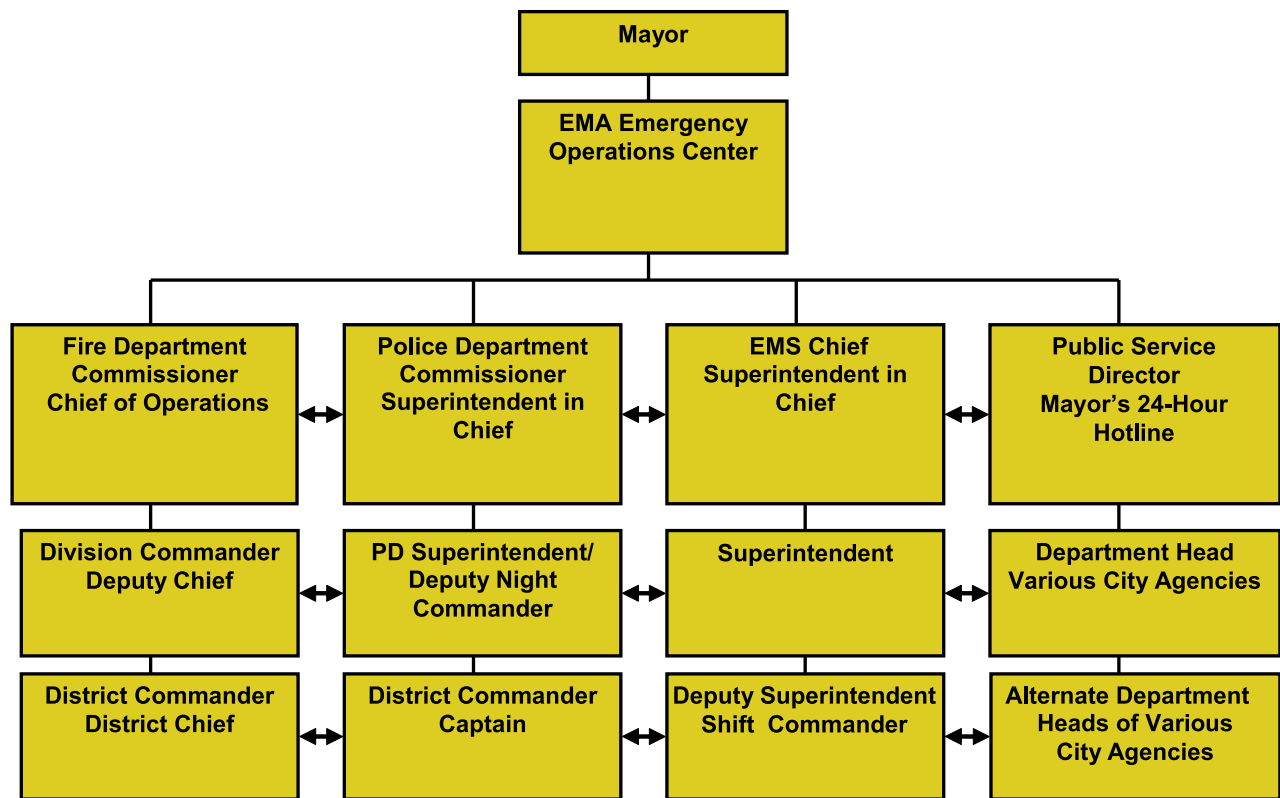 Mayor
EMA Emergency
Operations Center
Fire Department
Commissioner
Chief of Operations
Police Department
Commissioner
Superintendent in
Chief
EMS Chief
Superintendent in
Chief
Public Service
Director
Mayor’s 24-Hour
Hotline
Division Commander
Deputy Chief
PD Superintendent/
Deputy Night
Commander
Superintendent
Department Head
Various City Agencies
District Commander
District Chief
District Commander
Captain
Deputy Superintendent
Shift Commander
Alternate Department
Heads of Various
City Agencies